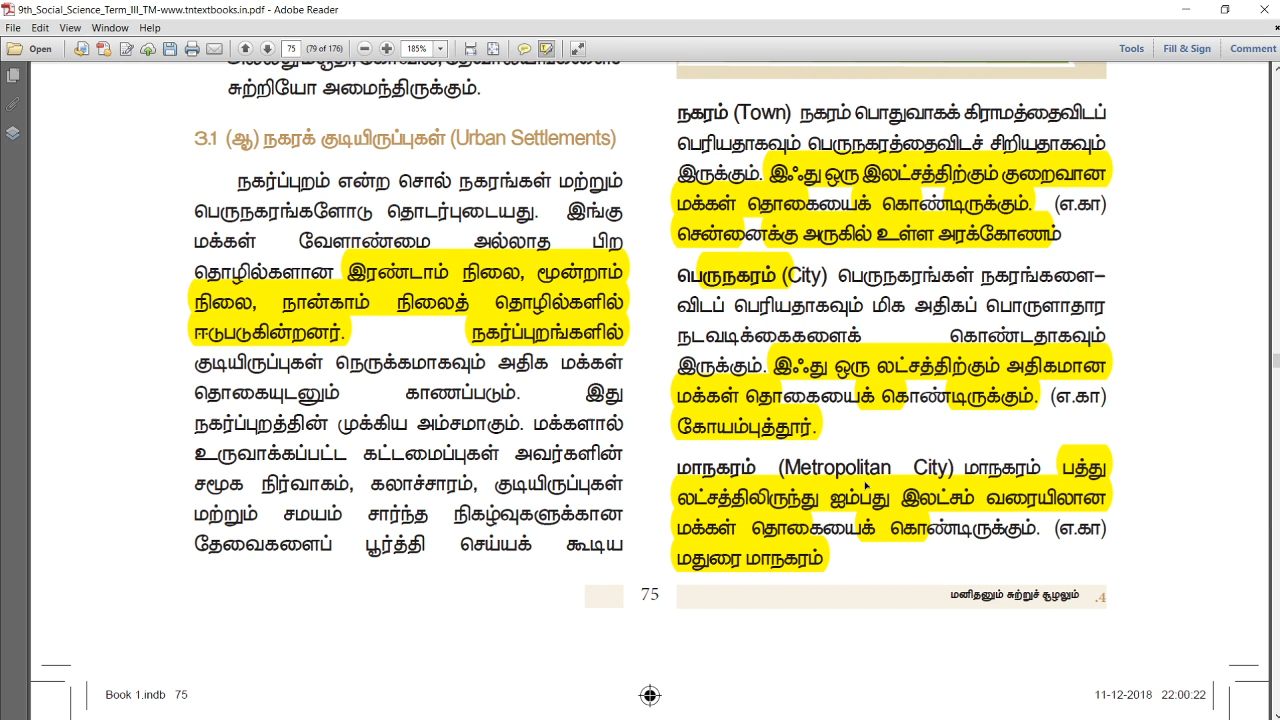 9th_Social_Science_Term_III_TM-www.tntextbooks.in.pdf - Adobe Reader
File Edit View Window Help
Open 75 (79 of 176) 185% Tools Fill & Sign Comment
சுற்றியோ அமைந்திருக்கும்.
3.1 (ஆ) நகரக் குடியிருப்புகள் (Urban Settlements)
நகர்ப்புறம் என்ற சொல் நகரங்கள் மற்றும்
பெருநகரங்களோடு தொடர்புடையது. இங்கு
மக்கள் வேளாண்மை அல்லாத பிற
தொழில்களான இரண்டாம் நிலை, மூன்றாம்
நிலை, நான்காம் நிலைத் தொழில்களில்
ஈடுபடுகின்றனர். நகர்ப்புறங்களில்
குடியிருப்புகள் நெருக்கமாகவும் அதிக மக்கள்
தொகையுடனும் காணப்படும். இது
நகர்ப்புறத்தின் முக்கிய அம்சமாகும். மக்களால்
உருவாக்கப்பட்ட கட்டமைப்புகள் அவர்களின்
சமூக நிர்வாகம், கலாச்சாரம், குடியிருப்புகள்
மற்றும் சமயம் சார்ந்த நிகழ்வுகளுக்கான
தேவைகளைப் பூர்த்தி செய்யக் கூடிய
நகரம் (Town) நகரம் பொதுவாகக் கிராமத்தைவிடப்
பெரியதாகவும் பெருநகரத்தைவிடச் சிறியதாகவும்
இருக்கும். இஃது ஒரு இலட்சத்திற்கும் குறைவான
மக்கள் தொகையைக் கொண்டிருக்கும். (எ.கா)
சென்னைக்கு அருகில் உள்ள அரக்கோணம்
பெருநகரம் (City) பெருநகரங்கள் நகரங்களை-
விடப் பெரியதாகவும் மிக அதிகப் பொருளாதார
நடவடிக்கைகளைக் கொண்டதாகவும்
இருக்கும். இஃது ஒரு லட்சத்திற்கும் அதிகமான
மக்கள் தொகையைக் கொண்டிருக்கும். (எ.கா)
கோயம்புத்தூர்.
மாநகரம் (Metropolitan City) மாநகரம் பத்து
லட்சத்திலிருந்து ஐம்பது இலட்சம் வரையிலான
மக்கள் தொகையைக் கொண்டிருக்கும். (எ.கா)
மதுரை மாநகரம்
75 மனிதனும் சுற்றுச் சூழலும் .4
Book 1.indb 75 11-12-2018 22:00:22